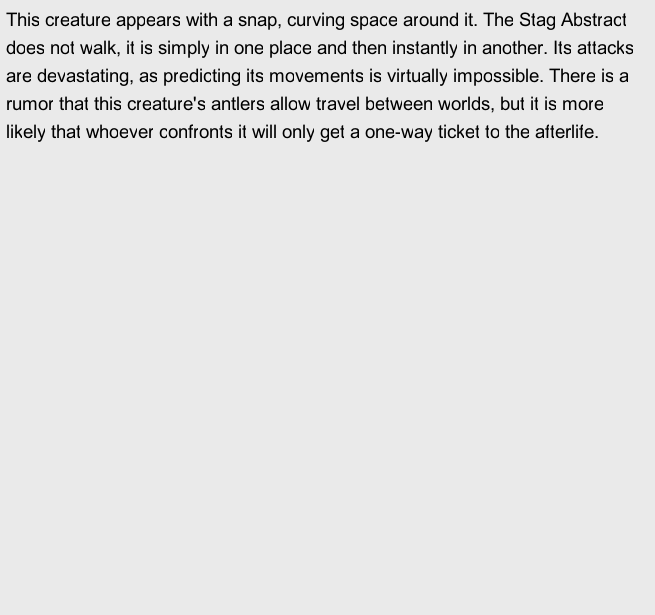 This creature appears with a snap, curving space around it. The Stag Abstract
does not walk, it is simply in one place and then instantly in another. Its attacks
are devastating, as predicting its movements is virtually impossible. There is a
rumor that this creature's antlers allow travel between worlds, but it is more
likely that whoever confronts it will only get a one-way ticket to the afterlife.